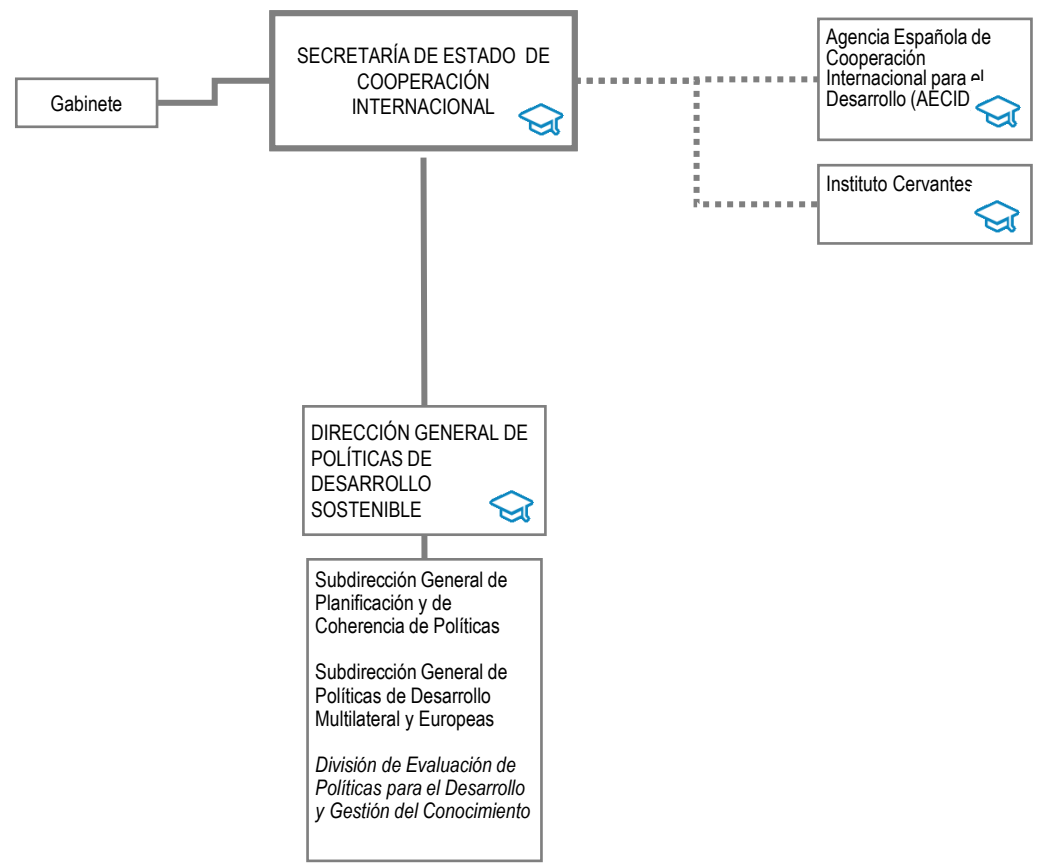 SECRETARÍA DE ESTADO DE
COOPERACIÓN
INTERNACIONAL
Gabinete
Agencia Española de
Cooperación
Internacional para el
Desarrollo (AECID
Instituto Cervantes
DIRECCIÓN GENERAL DE
POLÍTICAS DE
DESARROLLO
SOSTENIBLE
Subdirección General de
Planificación y de
Coherencia de Políticas
Subdirección General de
Políticas de Desarrollo
Multilateral y Europeas
División de Evaluación de
Políticas para el Desarrollo
y Gestión del Conocimiento